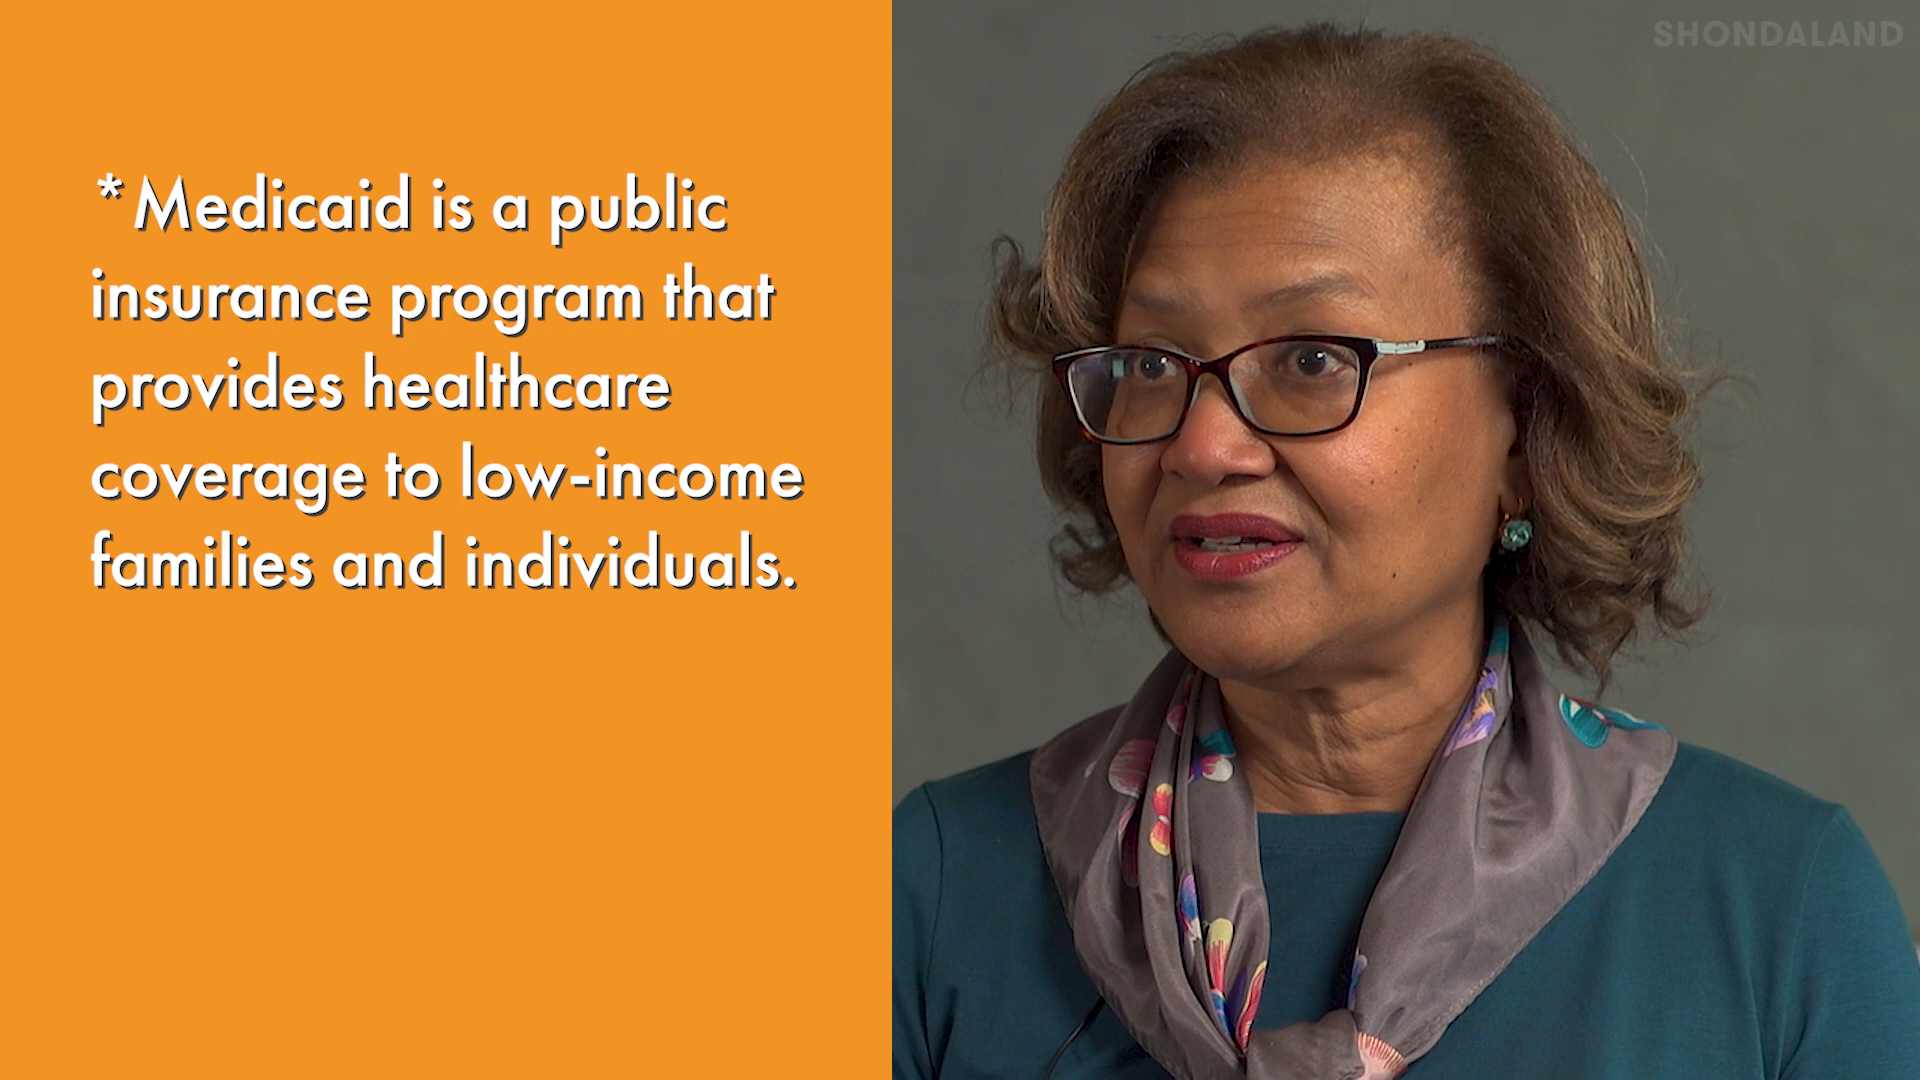 SHONDALAND
*Medicaid is a public
insurance program that
provides healthcare
coverage to low-income
families and individuals.